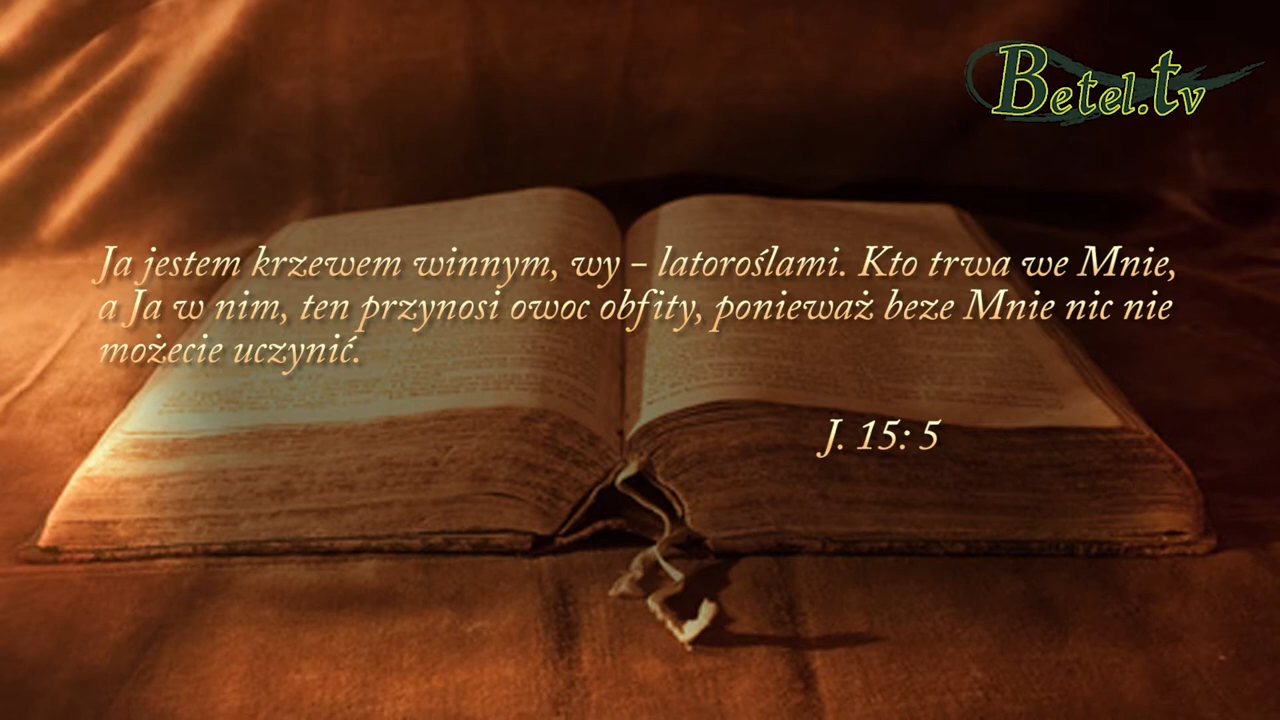 Betel.tv
Ja jestem krzewem winnym, wy – latoroślami. Kto trwa we Mnie,
a Ja w nim, ten przynosi owoc obfity, ponieważ beze Mnie nic nie
możecie uczynić.
J. 15: 5